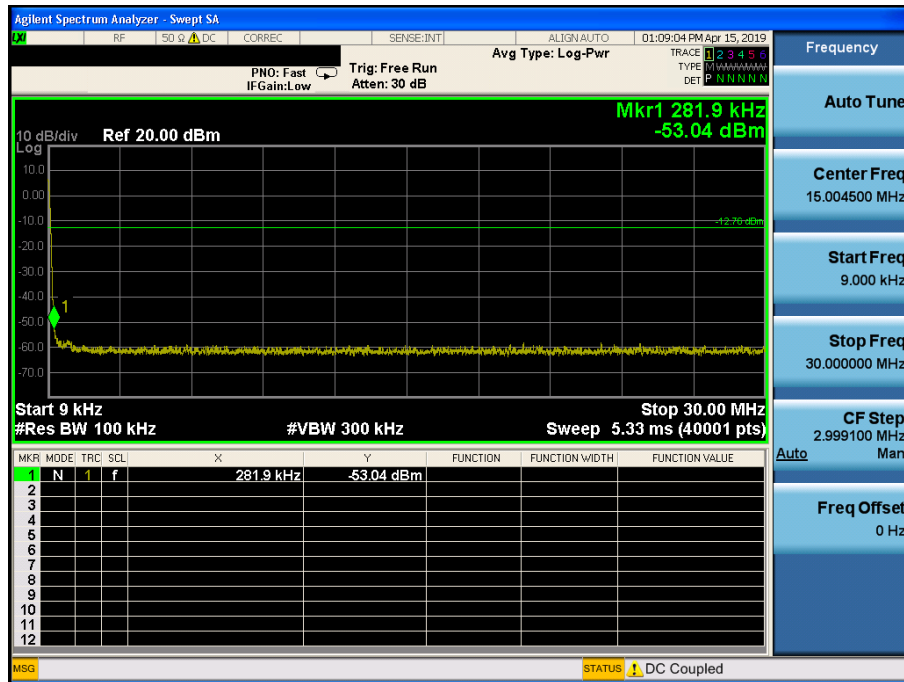 Agilent Spectrum Analyzer - Swept SA
LXI RF 50 Ω DC CORREC SENSE:INT ALIGN AUTO 01:09:04 PM Apr 15, 2019
Avg Type: Log-Pwr TRACE 1 2 3 4 5 6
PNO: Fast Trig: Free Run TYPE M W W W W W
IFGain:Low Atten: 30 dB DET P N N N N N
Mkr1 281.9 kHz
10 dB/div Ref 20.00 dBm -53.04 dBm
Log
10.0
0.00
-10.0
-12.78 dBm
-20.0
-30.0
-40.0
1
-50.0
-60.0
-70.0
Start 9 kHz Stop 30.00 MHz
#Res BW 100 kHz #VBW 300 kHz Sweep 5.33 ms (40001 pts)
MKR MODE TRC SCL X Y FUNCTION FUNCTION WIDTH FUNCTION VALUE
1 N 1 f 281.9 kHz -53.04 dBm
2
3
4
5
6
7
8
9
10
11
12
MSG STATUS DC Coupled
Frequency
Auto Tune
Center Freq
15.004500 MHz
Start Freq
9.000 kHz
Stop Freq
30.000000 MHz
CF Step
2.999100 MHz
Auto Man
Freq Offset
0 Hz